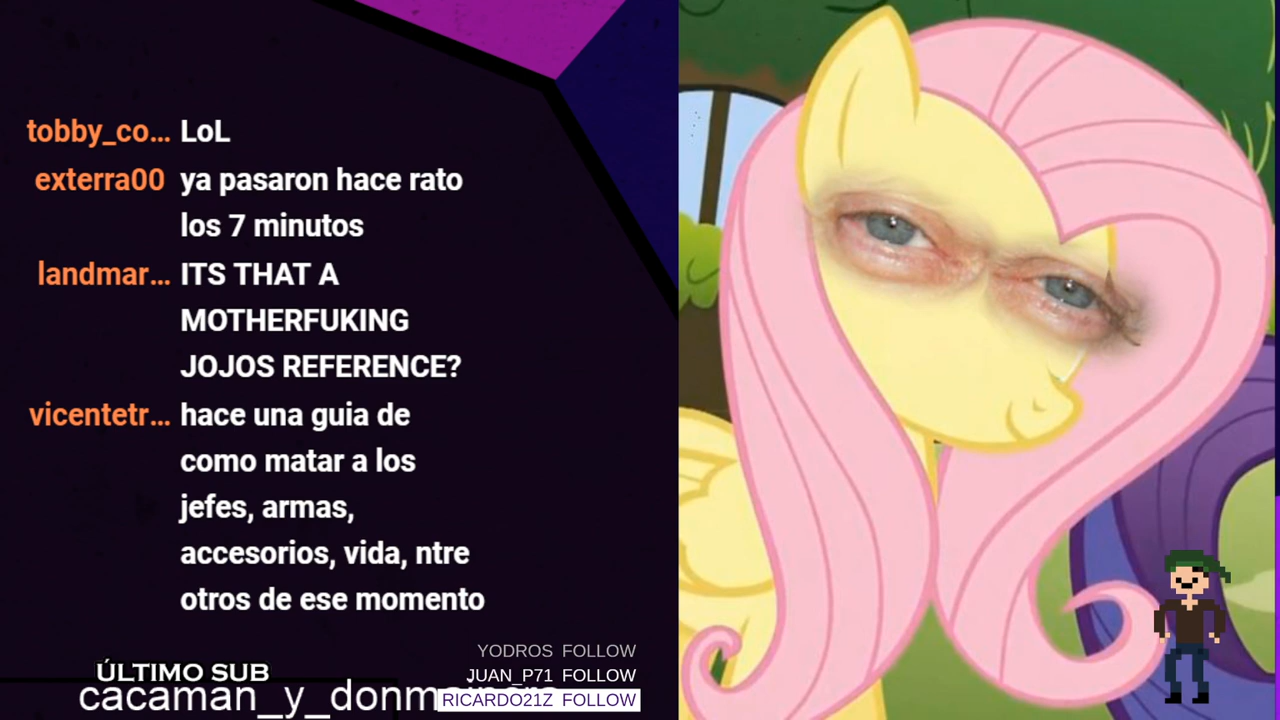 tobby_co… LoL
exterra00 ya pasaron hace rato
los 7 minutos
landmar… ITS THAT A
MOTHERFUKING
JOJOS REFERENCE?
vicentetr… hace una guia de
como matar a los
jefes, armas,
accesorios, vida, ntre
otros de ese momento
ÚLTIMO SUB
cacaman_y_donm
YODROS FOLLOW
JUAN_P71 FOLLOW
RICARDO21Z FOLLOW